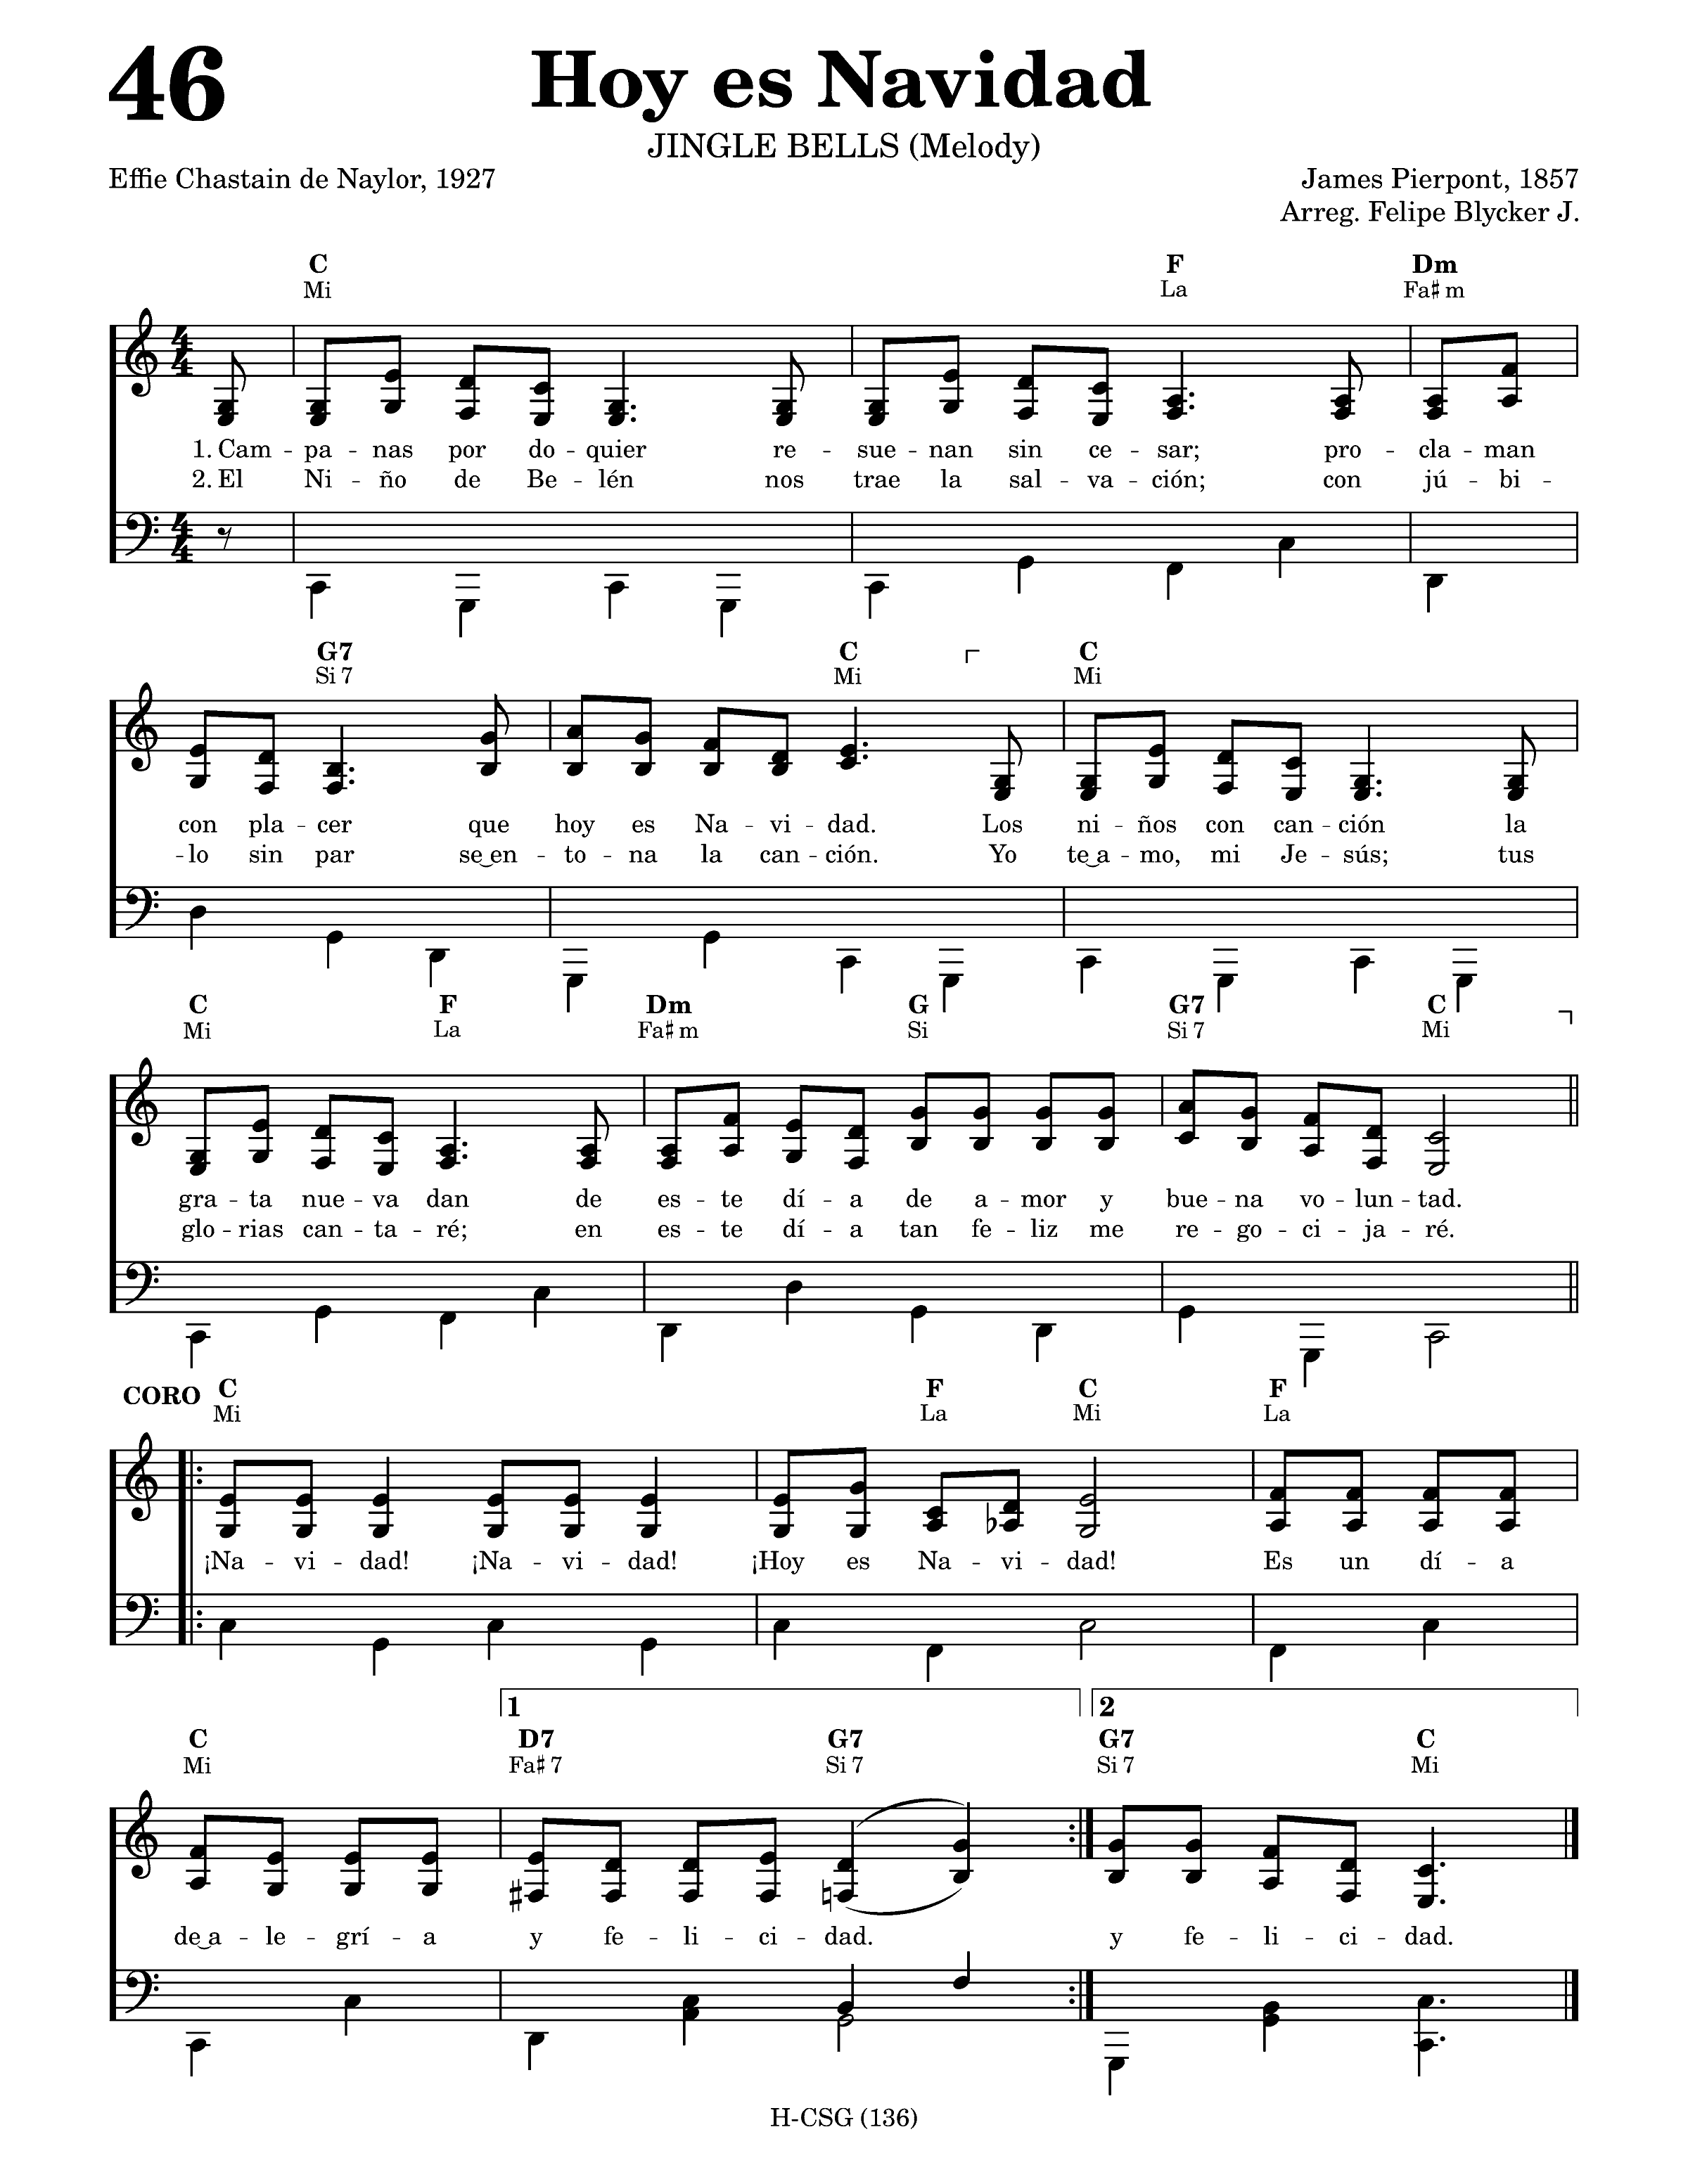 46
Hoy es Navidad
JINGLE BELLS (Melody)
Effie Chastain de Naylor, 1927
James Pierpont, 1857
Arreg. Felipe Blycker J.
C F Dm
Mi La Fa♯ m
4 4
1. Cam - pa - nas por do - quier re - sue - nan sin ce - sar; pro - cla - man
2. El Ni - ño de Be - lén nos trae la sal - va - ción; con jú - bi -
4 4
G7 C C
Si 7 Mi Mi
con pla - cer que hoy es Na - vi - dad. Los ni - ños con can - ción la
- lo sin par se‿en - to - na la can - ción. Yo te‿a - mo, mi Je - sús; tus
C F Dm G G7 C
Mi La Fa♯ m Si Si 7 Mi
gra - ta nue - va dan de es - te dí - a de a - mor y bue - na vo - lun - tad.
glo - rias can - ta - ré; en es - te dí - a tan fe - liz me re - go - ci - ja - ré.
CORO C F C F
Mi La Mi La
¡Na - vi - dad! ¡Na - vi - dad! ¡Hoy es Na - vi - dad! Es un dí - a
1 2
C D7 G7 G7 C
Mi Fa♯ 7 Si 7 Si 7 Mi
de‿a - le - grí - a y fe - li - ci - dad. y fe - li - ci - dad.
H-CSG (136)